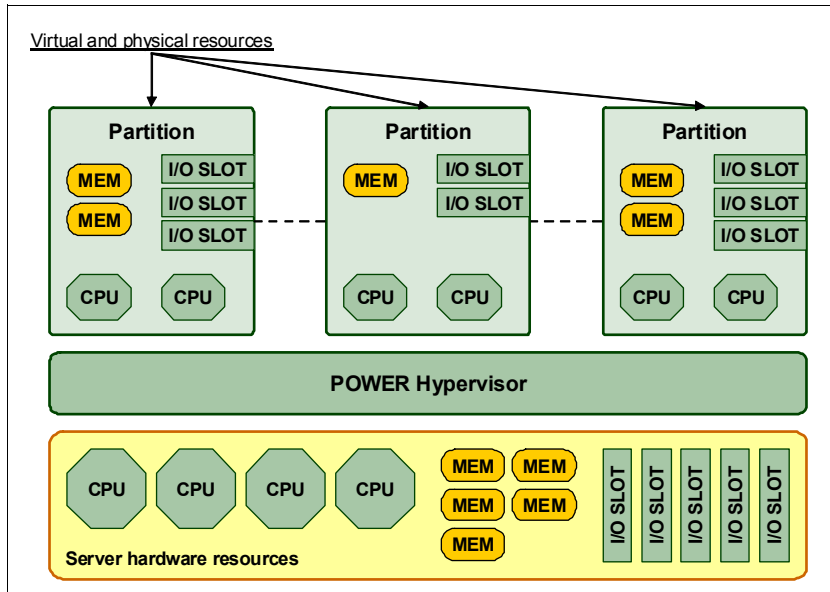 Virtual and physical resources
Partition
MEM
MEM
I/O SLOT
I/O SLOT
I/O SLOT
CPU
CPU
Partition
MEM
I/O SLOT
I/O SLOT
CPU
CPU
Partition
MEM
MEM
I/O SLOT
I/O SLOT
I/O SLOT
CPU
CPU
POWER Hypervisor
CPU
CPU
CPU
CPU
MEM
MEM
MEM
MEM
MEM
I/O SLOT
I/O SLOT
I/O SLOT
I/O SLOT
I/O SLOT
Server hardware resources